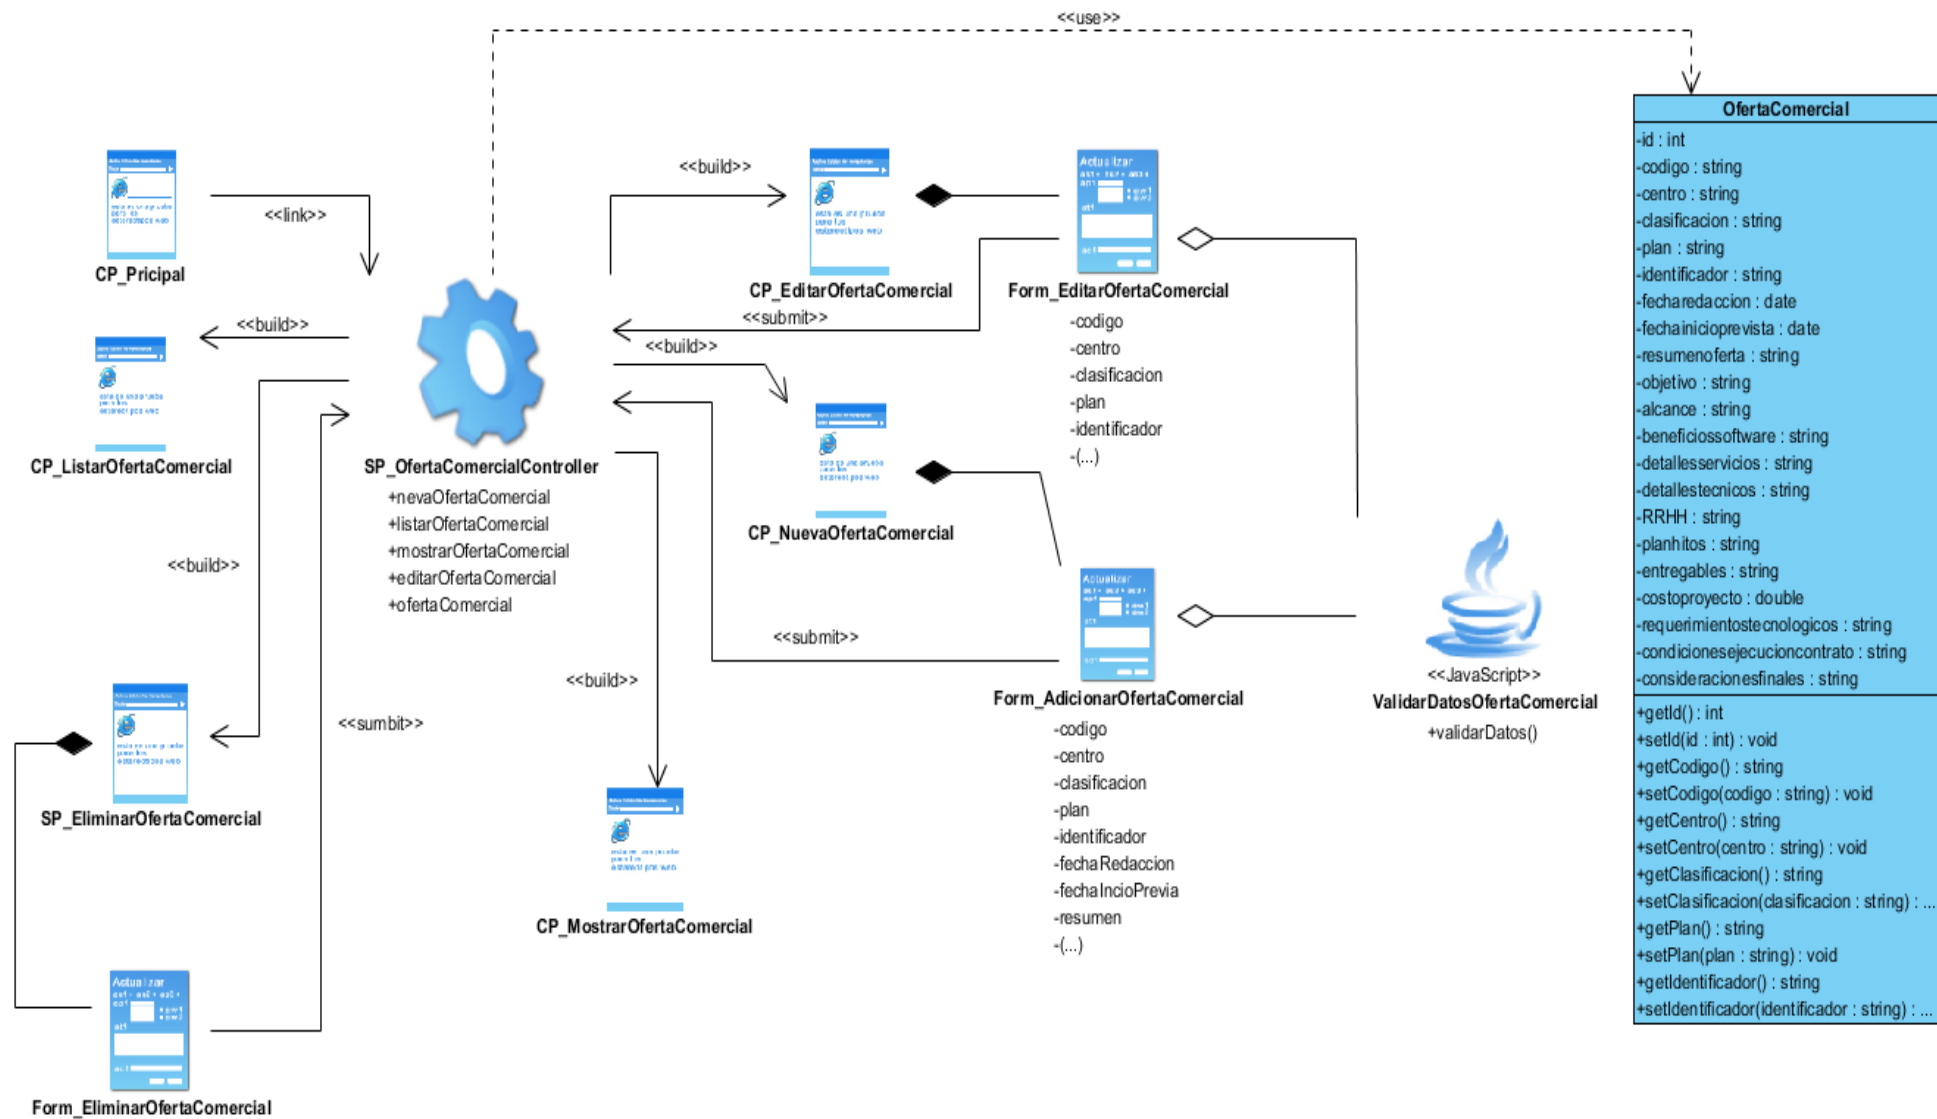 <<use>>
CP_Pricipal
<<link>>
<<build>>
CP_ListarOfertaComercial
SP_OfertaComercialController
+nevaOfertaComercial
+listarOfertaComercial
+mostrarOfertaComercial
+editarOfertaComercial
+ofertaComercial
<<build>>
CP_EditarOfertaComercial
<<submit>>
<<build>>
CP_NuevaOfertaComercial
Actualizar
Form_EditarOfertaComercial
-codigo
-centro
-clasificacion
-plan
-identificador
-(...)
<<build>>
SP_EliminarOfertaComercial
<<sumbit>>
Actualizar
Form_EliminarOfertaComercial
<<build>>
CP_MostrarOfertaComercial
<<submit>>
Actualizar
Form_AdicionarOfertaComercial
-codigo
-centro
-clasificacion
-plan
-identificador
-fechaRedaccion
-fechaIncioPrevia
-resumen
-(...)
<<JavaScript>>
ValidarDatosOfertaComercial
+validarDatos()
OfertaComercial
-id : int
-codigo : string
-centro : string
-clasificacion : string
-plan : string
-identificador : string
-fecharedaccion : date
-fechainicioprevista : date
-resumenoferta : string
-objetivo : string
-alcance : string
-beneficiossoftware : string
-detallesservicios : string
-detallestecnicos : string
-RRHH : string
-planhitos : string
-entregables : string
-costoproyecto : double
-requerimientostecnologicos : string
-condicionesejecucioncontrato : string
-consideracionesfinales : string
+getId() : int
+setId(id : int) : void
+getCodigo() : string
+setCodigo(codigo : string) : void
+getCentro() : string
+setCentro(centro : string) : void
+getClasificacion() : string
+setClasificacion(clasificacion : string) : ...
+getPlan() : string
+setPlan(plan : string) : void
+getIdentificador() : string
+setIdentificador(identificador : string) : ...